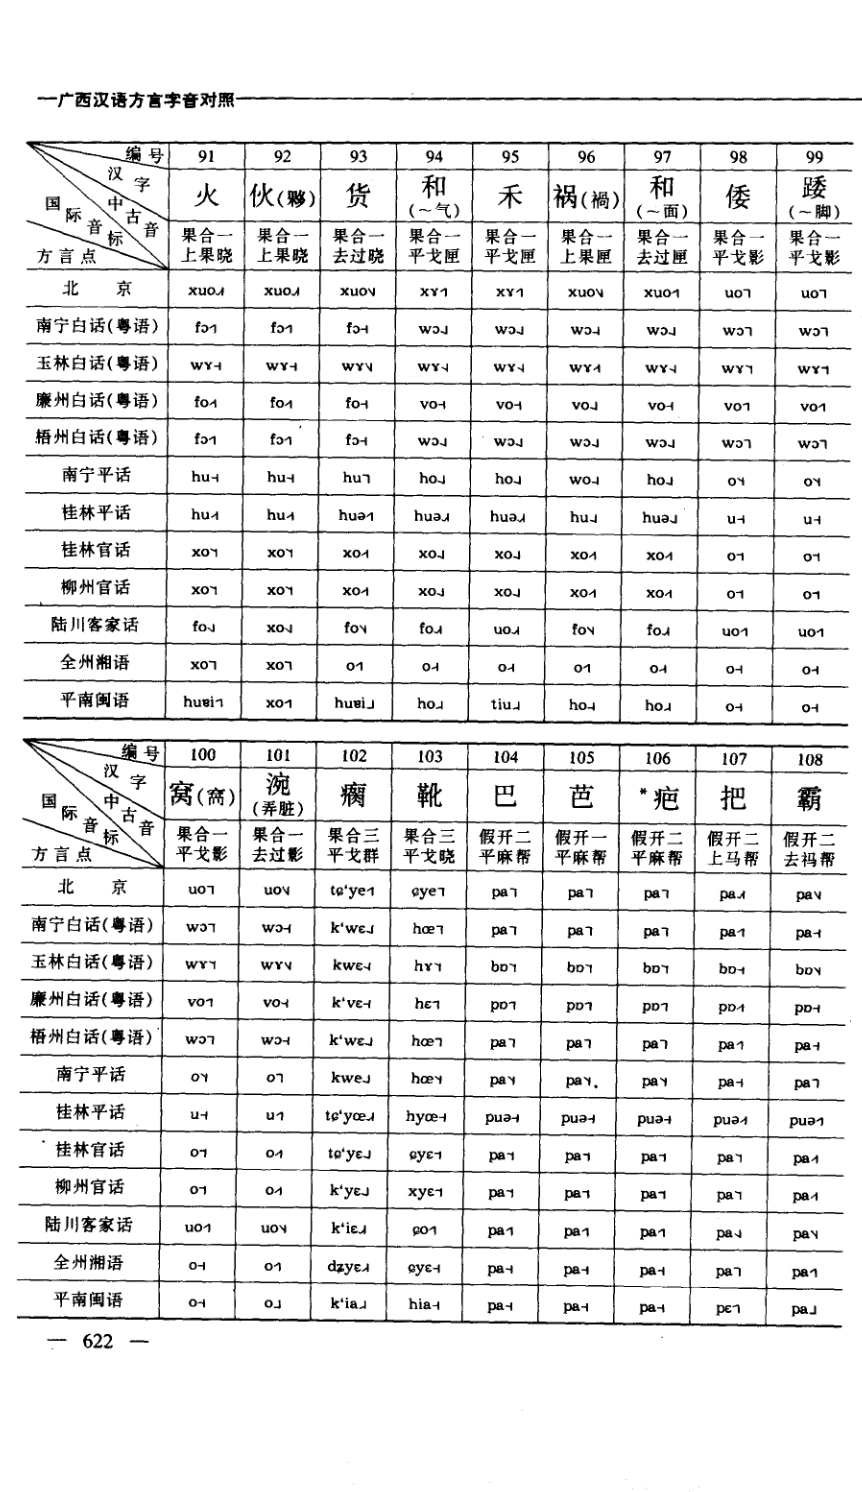 广西汉语方言字音对照
编号 91 92 93 94 95 96 97 98 99
汉字 火 伙(夥) 货 和(～气) 禾 祸(禍) 和(～面) 倭 踒(～脚)
国际音标 中古音 果合一 果合一 果合一 果合一 果合一 果合一 果合一 果合一 果合一
方言点 上果晓 上果晓 去过晓 平戈匣 平戈匣 上果匣 去过匣 平戈影 平戈影
北京 xuo xuo xuo xɤ xɤ xuo xuo uo uo
南宁白话(粤语) fɔ fɔ fɔ wɔ wɔ wɔ wɔ wɔ wɔ
玉林白话(粤语) wɤ wɤ wɤ wɤ wɤ wɤ wɤ wɤ wɤ
廉州白话(粤语) fo fo fo vo vo vo vo vo vo
梧州白话(粤语) fɔ fɔ fɔ wɔ wɔ wɔ wɔ wɔ wɔ
南宁平话 hu hu hu ho ho wo ho o o
桂林平话 hu hu huə huə huə hu huə u u
桂林官话 xo xo xo xo xo xo xo o o
柳州官话 xo xo xo xo xo xo xo o o
陆川客家话 fo xo fo fo uo fo fo uo uo
全州湘语 xo xo o o o o o o o
平南闽语 huɐi xo huɐi ho tiu ho ho o o
编号 100 101 102 103 104 105 106 107 108
汉字 窝(窩) 涴(弄脏) 瘸 靴 巴 芭 *疤 把 霸
国际音标 中古音 果合一 果合一 果合三 果合三 假开二 假开一 假开二 假开二 假开二
方言点 平戈影 去过影 平戈群 平戈晓 平麻帮 平麻帮 平麻帮 上马帮 去祃帮
北京 uo uo tɕ‘ye ɕye pa pa pa pa pa
南宁白话(粤语) wɔ wɔ k‘wɛ hœ pa pa pa pa pa
玉林白话(粤语) wɤ wɤ kwɛ hɤ bɒ bɒ bɒ bɒ bɒ
廉州白话(粤语) vo vo k‘vɛ hɛ pɒ pɒ pɒ pɒ pɒ
梧州白话(粤语) wɔ wɔ k‘wɛ hœ pa pa pa pa pa
南宁平话 o o kwe hœ pa pa pa pa pa
桂林平话 u u tɕ‘yœ hyœ puə puə puə puə puə
桂林官话 o o tɕ‘yɛ ɕyɛ pa pa pa pa pa
柳州官话 o o k‘yɛ xyɛ pa pa pa pa pa
陆川客家话 uo uo k‘iɛ ɕo pa pa pa pa pa
全州湘语 o o dʑyɛ ɕyɛ pa pa pa pa pa
平南闽语 o o k‘ia hia pa pa pa pɛ pa
— 622 —